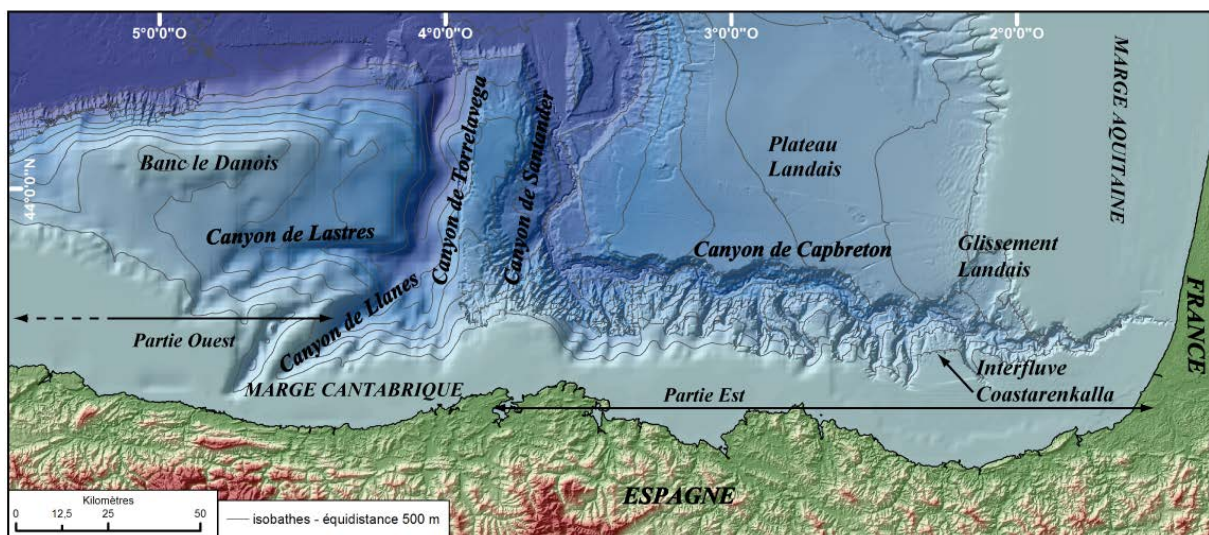 5°0'0"O
4°0'0"O
3°0'0"O
2°0'0"O
44°0'0"N
Banc le Danois
Canyon de Lastres
Canyon de Torrelavega
Canyon de Santander
Plateau
Landais
MARGE AQUITAINE
Canyon de Capbreton
Glissement
Landais
Canyon de Llanes
Partie Ouest
MARGE CANTABRIQUE
Partie Est
Interfluve
Coastarenkalla
FRANCE
ESPAGNE
Kilomètres
0 12,5 25 50
isobathes - équidistance 500 m